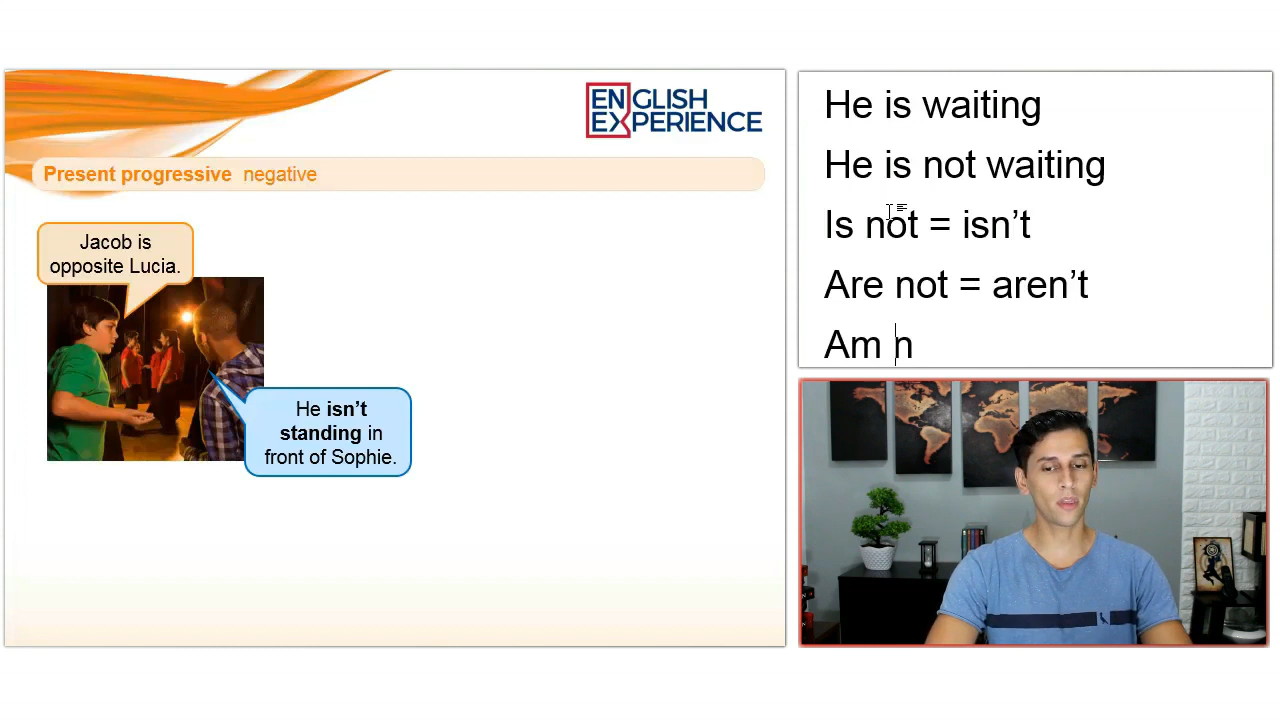 ENGLISH
EXPERIENCE
Present progressive negative
Jacob is
opposite Lucia.
He isn’t
standing in
front of Sophie.
He is waiting
He is not waiting
Is not = isn’t
Are not = aren’t
Am n